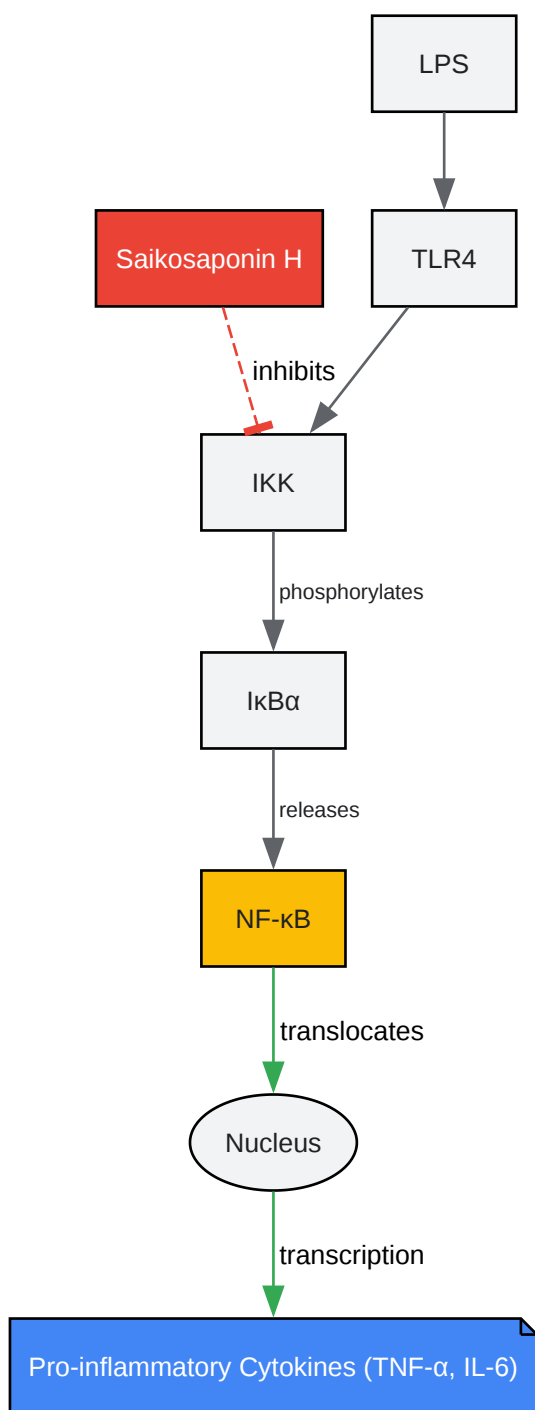 LPS
Saikosaponin H
TLR4
inhibits
IKK
phosphorylates
IκBα
releases
NF-κB
translocates
Nucleus
transcription
Pro-inflammatory Cytokines (TNF-α, IL-6)